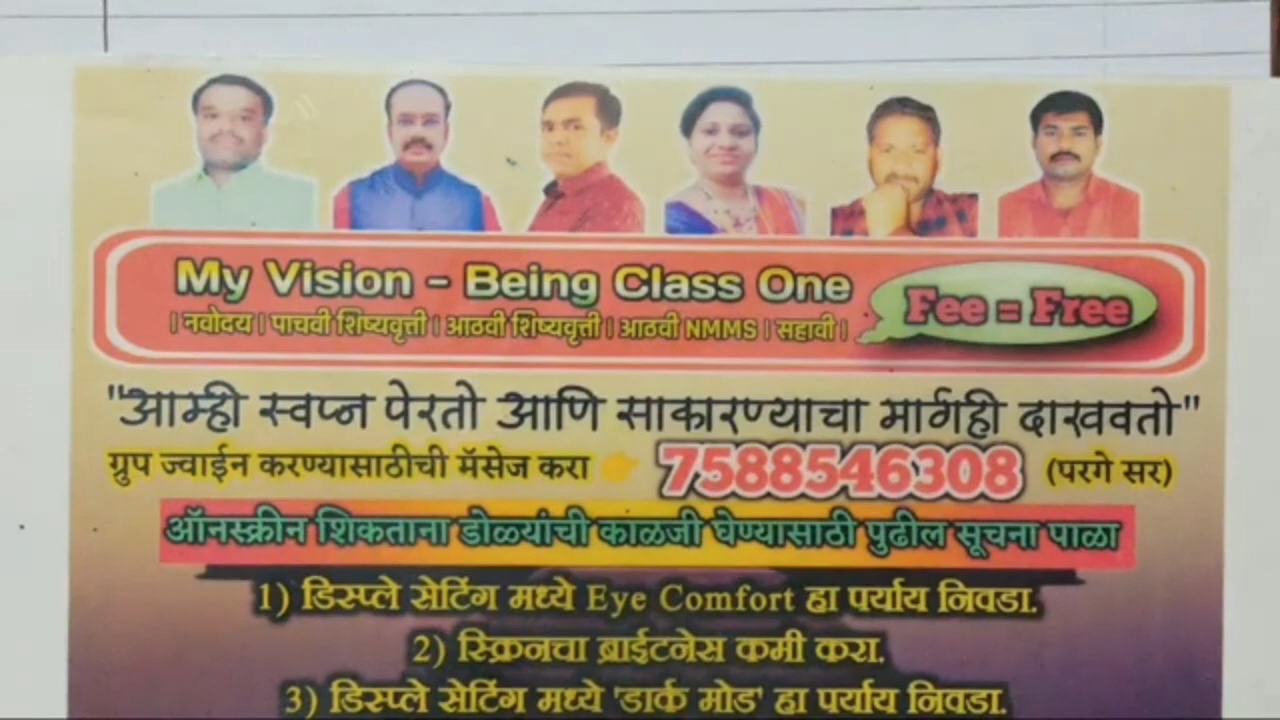 My Vision - Being Class One
Fee = Free
। नवोदय । पाचवी शिष्यवृत्ती । आठवी शिष्यवृत्ती । आठवी NMMS । सहावी ।
"आम्ही स्वप्न पेरतो आणि साकारण्याचा मार्गही दाखवतो"
ग्रुप ज्वाईन करण्यासाठीची मॅसेज करा 👉 7588546308 (परगे सर)
ऑनस्क्रीन शिकताना डोळ्यांची काळजी घेण्यासाठी पुढील सूचना पाळा
1) डिस्प्ले सेटिंग मध्ये Eye Comfort हा पर्याय निवडा.
2) स्क्रिनचा ब्राईटनेस कमी करा.
3) डिस्प्ले सेटिंग मध्ये 'डार्क मोड' हा पर्याय निवडा.